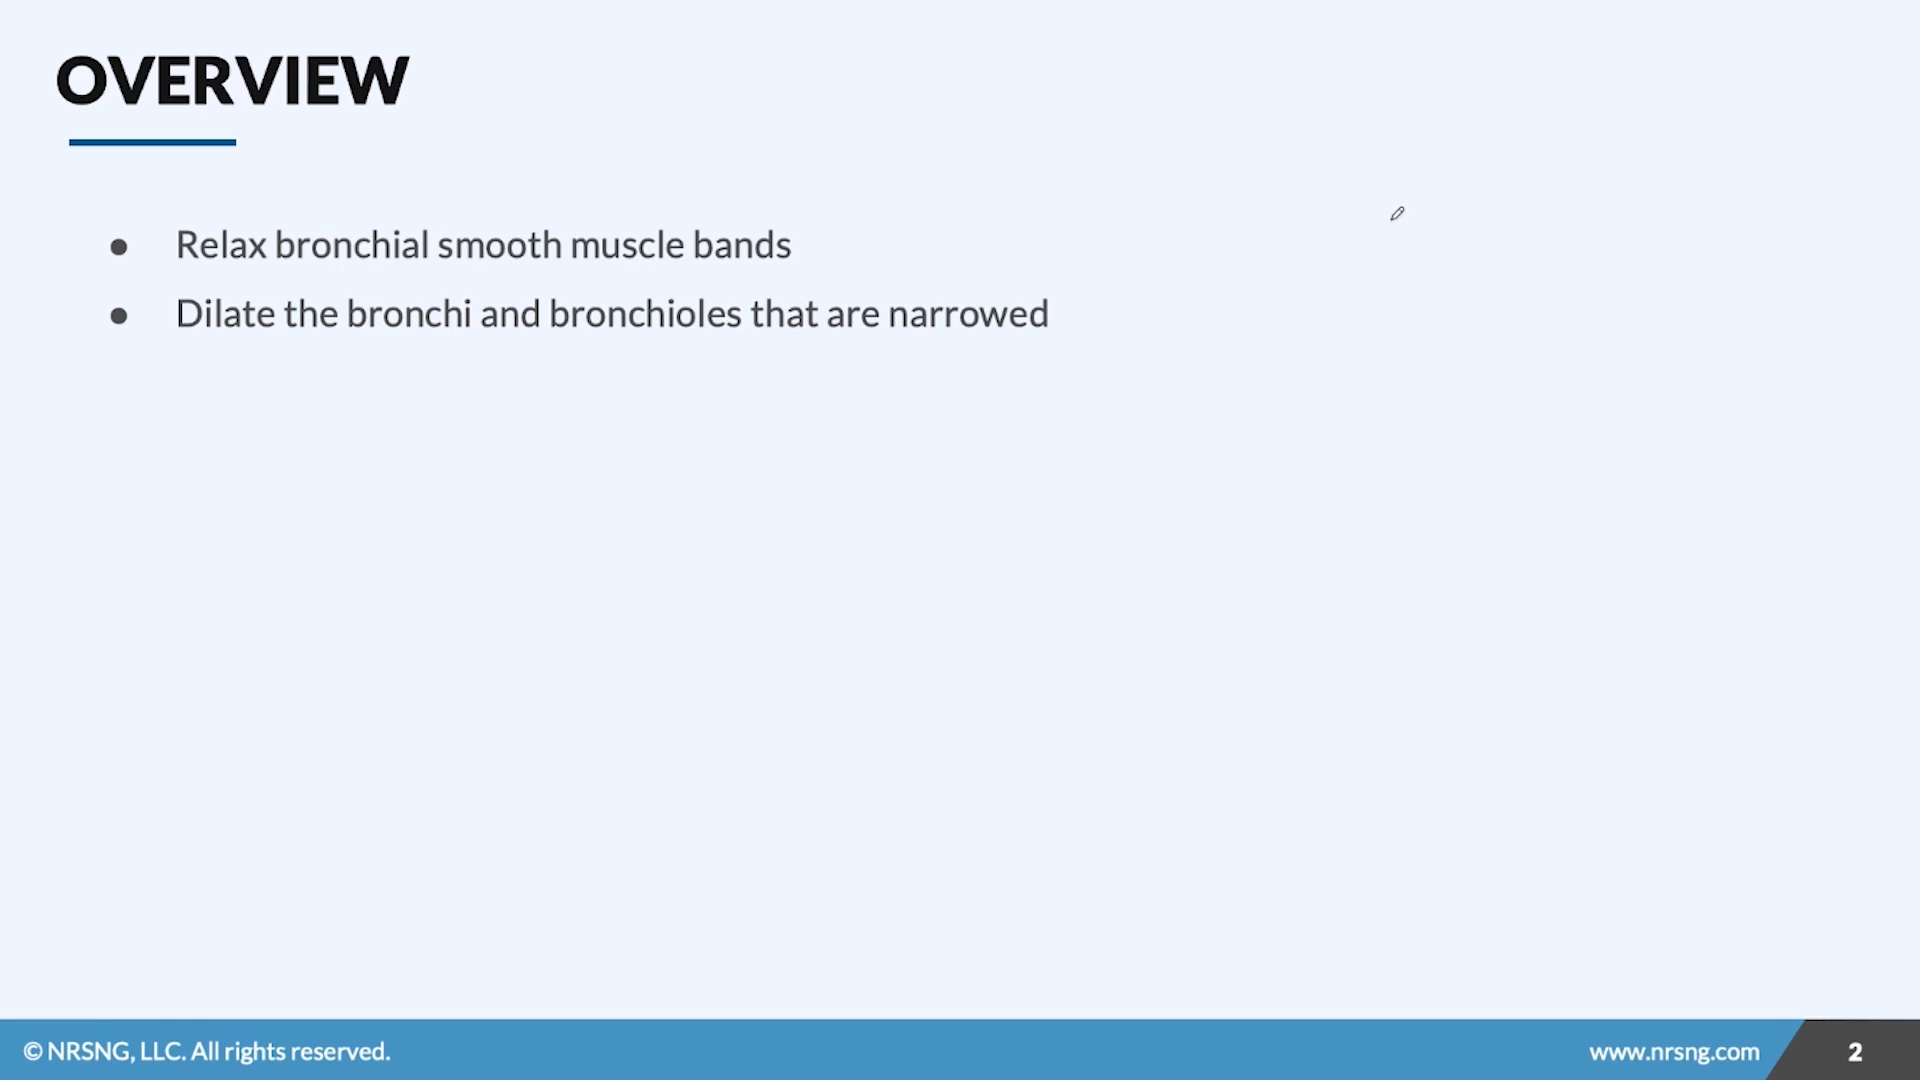 OVERVIEW
● Relax bronchial smooth muscle bands
● Dilate the bronchi and bronchioles that are narrowed
© NRSNG, LLC. All rights reserved.
www.nrsng.com
2